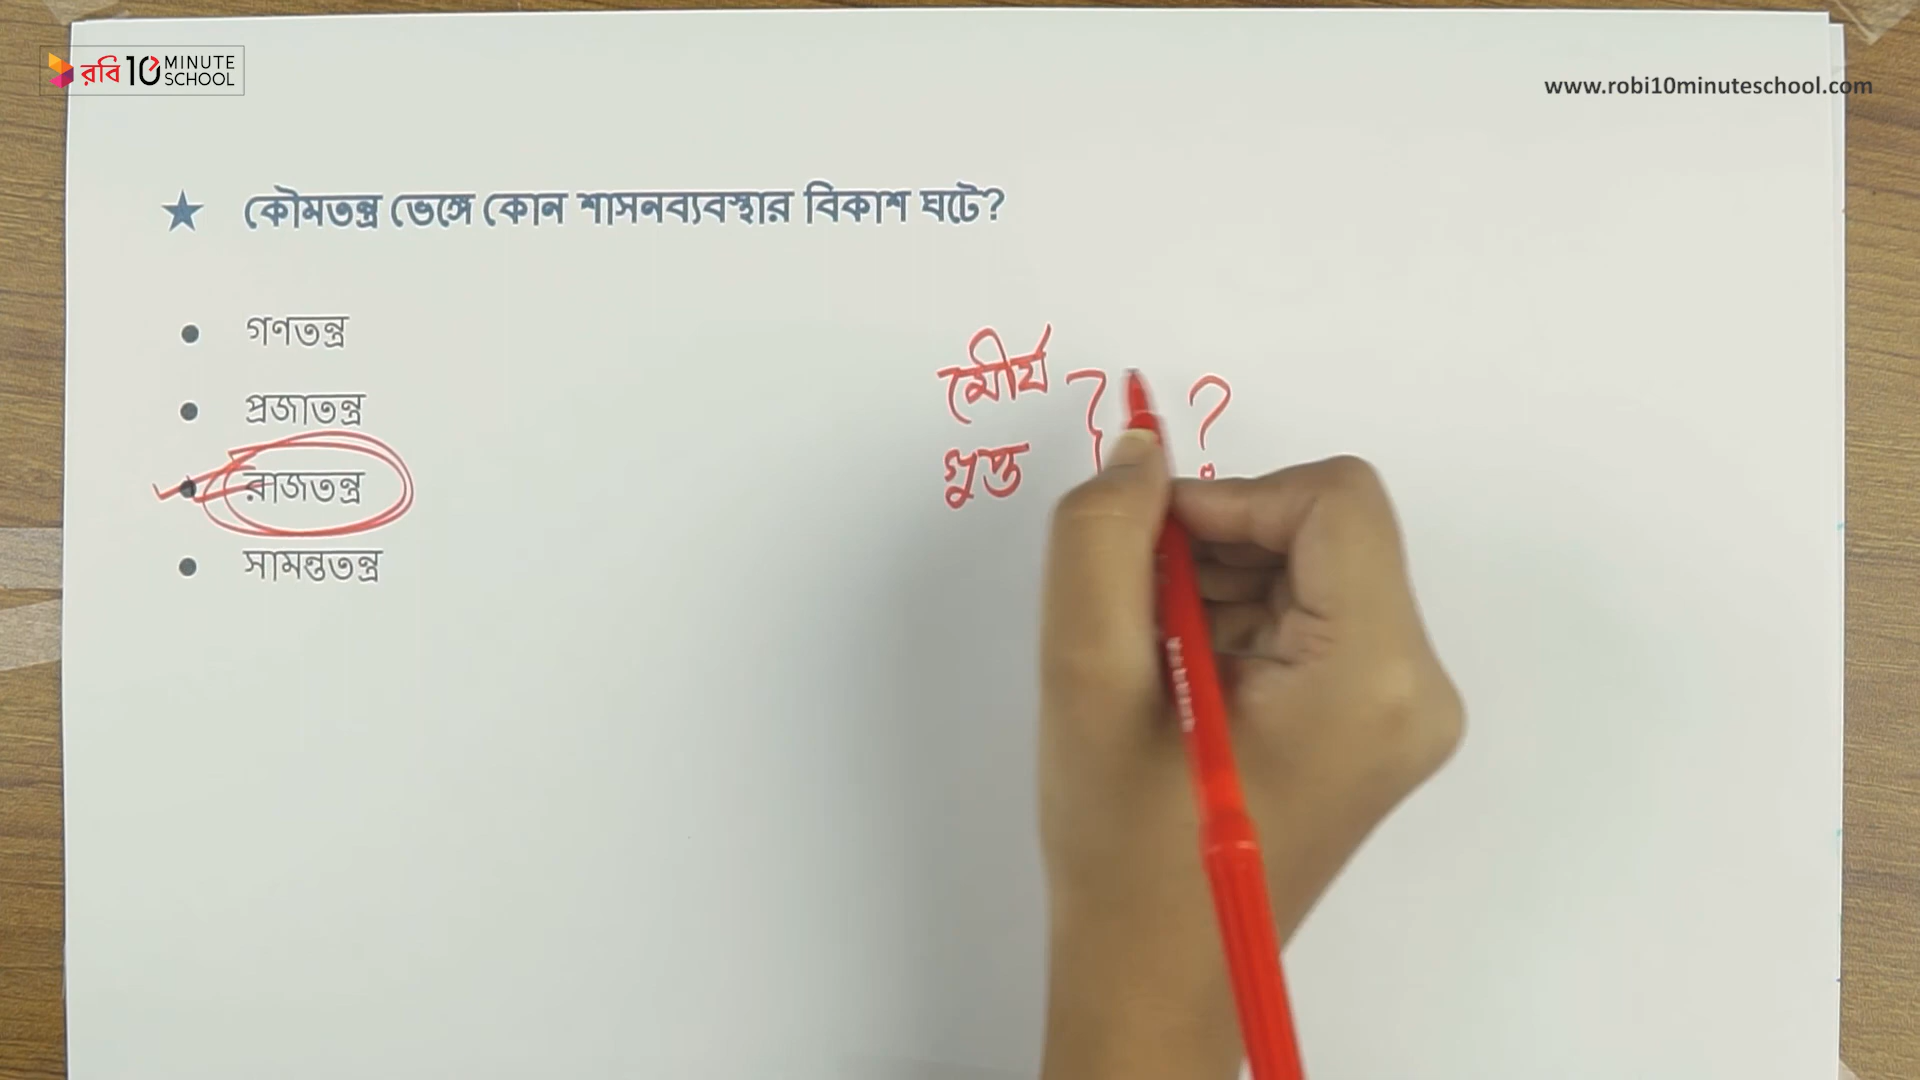 রবি 10 MINUTE SCHOOL
www.robi10minuteschool.com
★ কৌমতন্ত্র ভেঙ্গে কোন শাসনব্যবস্থার বিকাশ ঘটে?
• গণতন্ত্র
• প্রজাতন্ত্র
• রাজতন্ত্র
• সামন্ততন্ত্র
মৌর্য
গুপ্ত
?